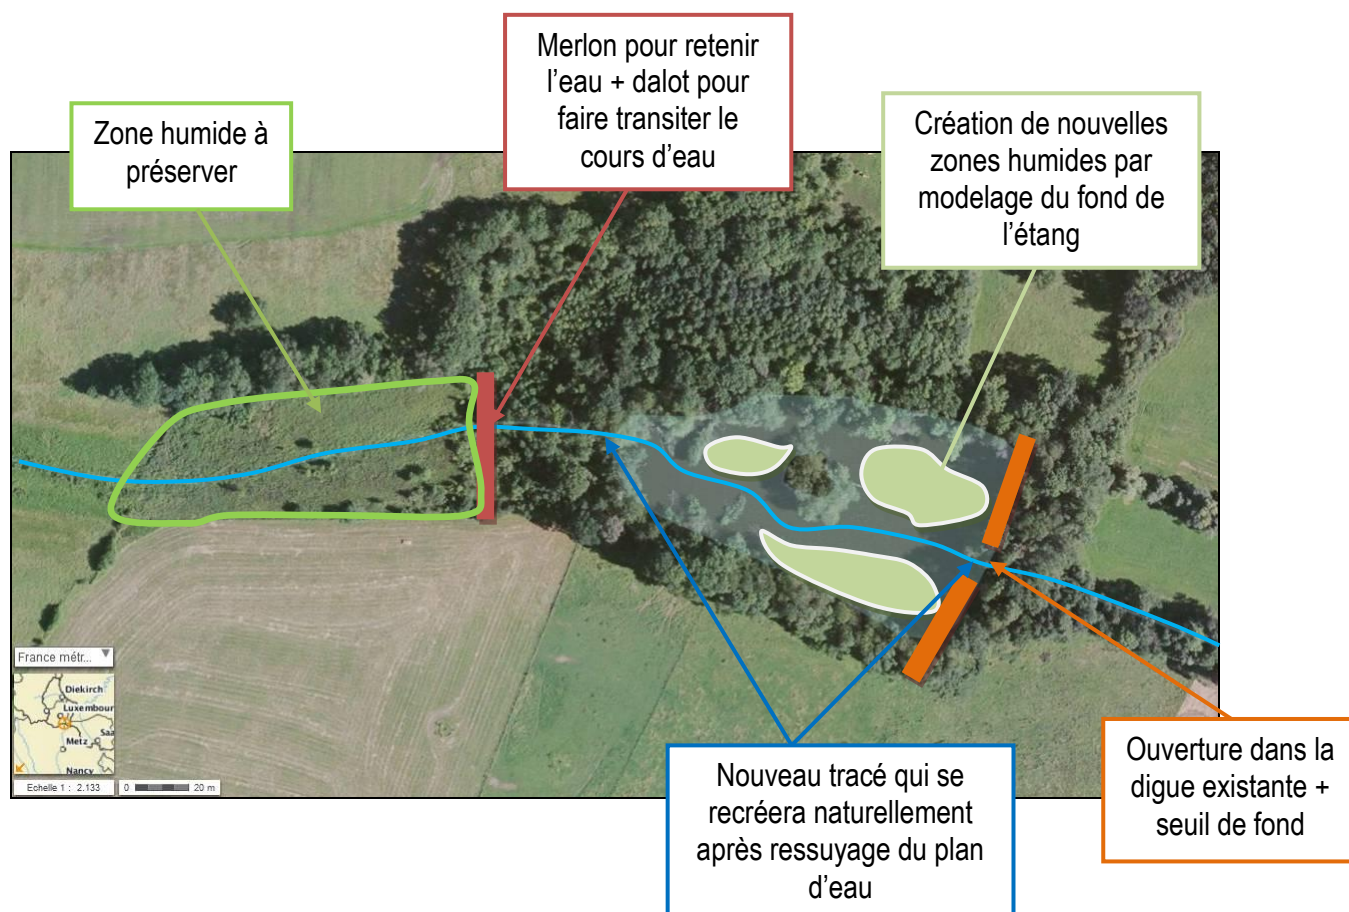 Merlon pour retenir
l’eau + dalot pour
faire transiter le
cours d’eau
Zone humide à
préserver
Création de nouvelles
zones humides par
modelage du fond de
l’étang
France métr...
Diekirch
Luxembour
Saa
Metz
Nancy
Echelle 1 : 2.133
0
20 m
Nouveau tracé qui se
recréera naturellement
après ressuyage du plan
d’eau
Ouverture dans la
digue existante +
seuil de fond